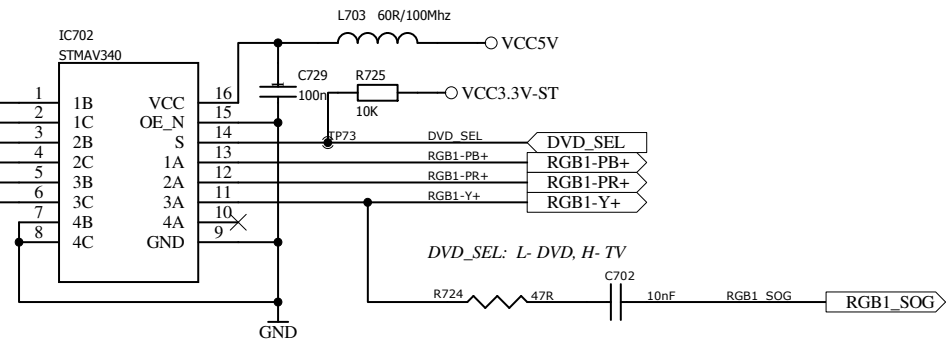 L703 60R/100Mhz
IC702
STMAV340
VCC5V
C729
100n
R725
10K
VCC3.3V-ST
1 1B VCC 16
2 1C OE_N 15
3 2B S 14 TP73 DVD_SEL DVD_SEL
4 2C 1A 13 RGB1-PB+ RGB1-PB+
5 3B 2A 12 RGB1-PR+ RGB1-PR+
6 3C 3A 11 RGB1-Y+ RGB1-Y+
7 4B 4A 10
8 4C GND 9
DVD_SEL: L- DVD, H- TV
C702
R724 47R 10nF RGB1_SOG RGB1_SOG
GND